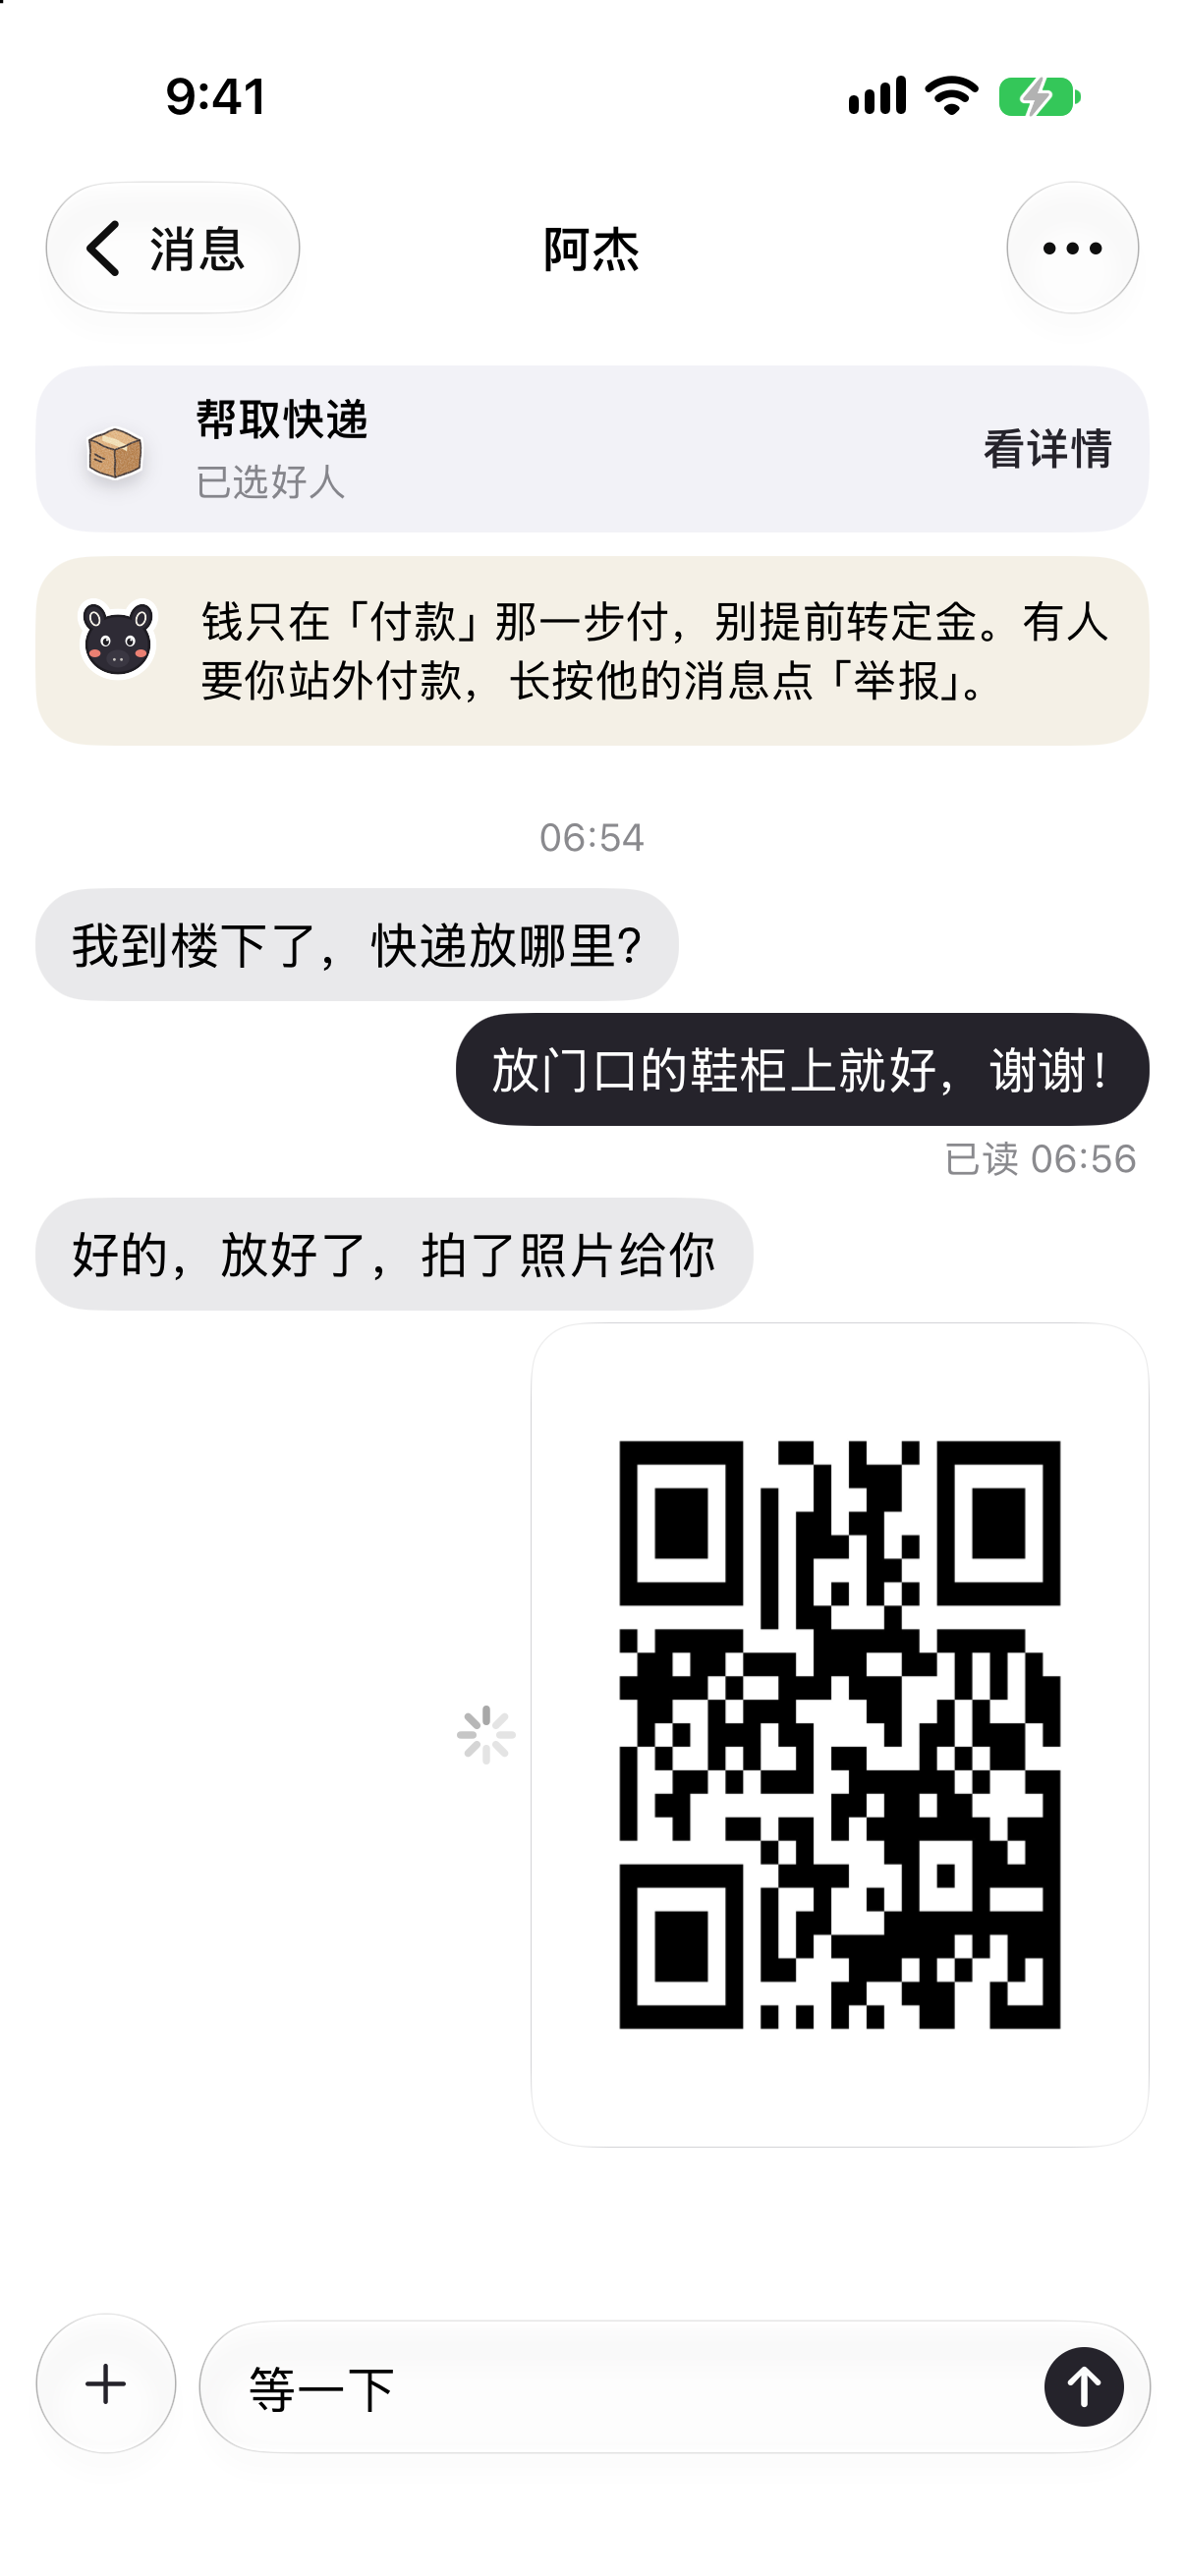 9:41
消息
阿杰
帮取快递
已选好人
看详情
钱只在「付款」那一步付，别提前转定金。有人
要你站外付款，长按他的消息点「举报」。
06:54
我到楼下了，快递放哪里?
放门口的鞋柜上就好，谢谢！
已读 06:56
好的，放好了，拍了照片给你
等一下